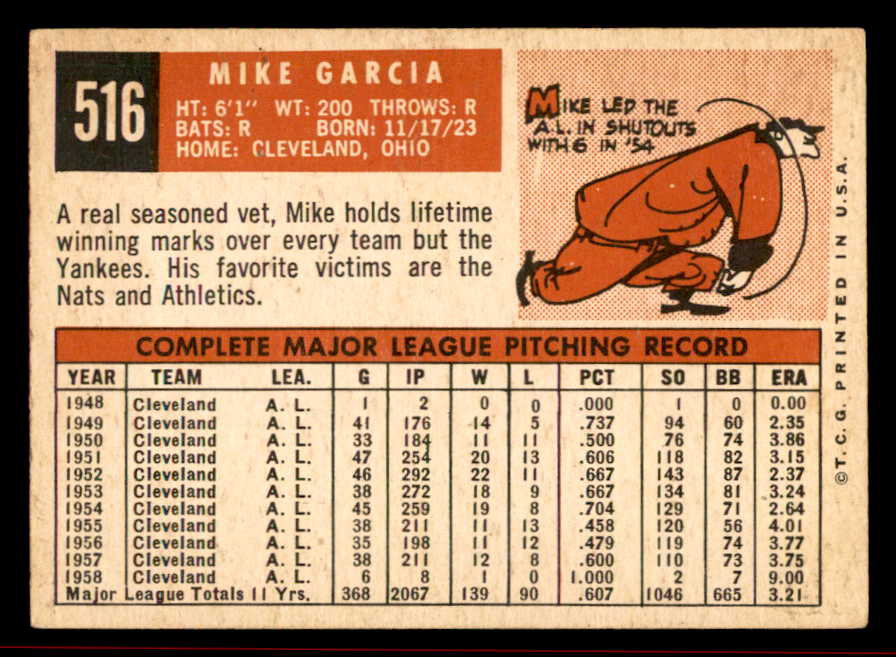 516
MIKE GARCIA
HT: 6'1" WT: 200 THROWS: R
BATS: R BORN: 11/17/23
HOME: CLEVELAND, OHIO
MIKE LED THE
A.L. IN SHUTOUTS
WITH 6 IN '54
A real seasoned vet, Mike holds lifetime
winning marks over every team but the
Yankees. His favorite victims are the
Nats and Athletics.
COMPLETE MAJOR LEAGUE PITCHING RECORD
YEAR TEAM LEA. G IP W L PCT SO BB ERA
1948 Cleveland A. L. 1 2 0 0 .000 1 0 0.00
1949 Cleveland A. L. 41 176 14 5 .737 94 60 2.35
1950 Cleveland A. L. 33 184 11 11 .500 76 74 3.86
1951 Cleveland A. L. 47 254 20 13 .606 118 82 3.15
1952 Cleveland A. L. 46 292 22 11 .667 143 87 2.37
1953 Cleveland A. L. 38 272 18 9 .667 134 81 3.24
1954 Cleveland A. L. 45 259 19 8 .704 129 71 2.64
1955 Cleveland A. L. 38 211 11 13 .458 120 56 4.01
1956 Cleveland A. L. 35 198 11 12 .479 119 74 3.77
1957 Cleveland A. L. 38 211 12 8 .600 110 73 3.75
1958 Cleveland A. L. 6 8 1 0 1.000 2 7 9.00
Major League Totals 11 Yrs. 368 2067 139 90 .607 1046 665 3.21
©T.C.G. PRINTED IN U.S.A.